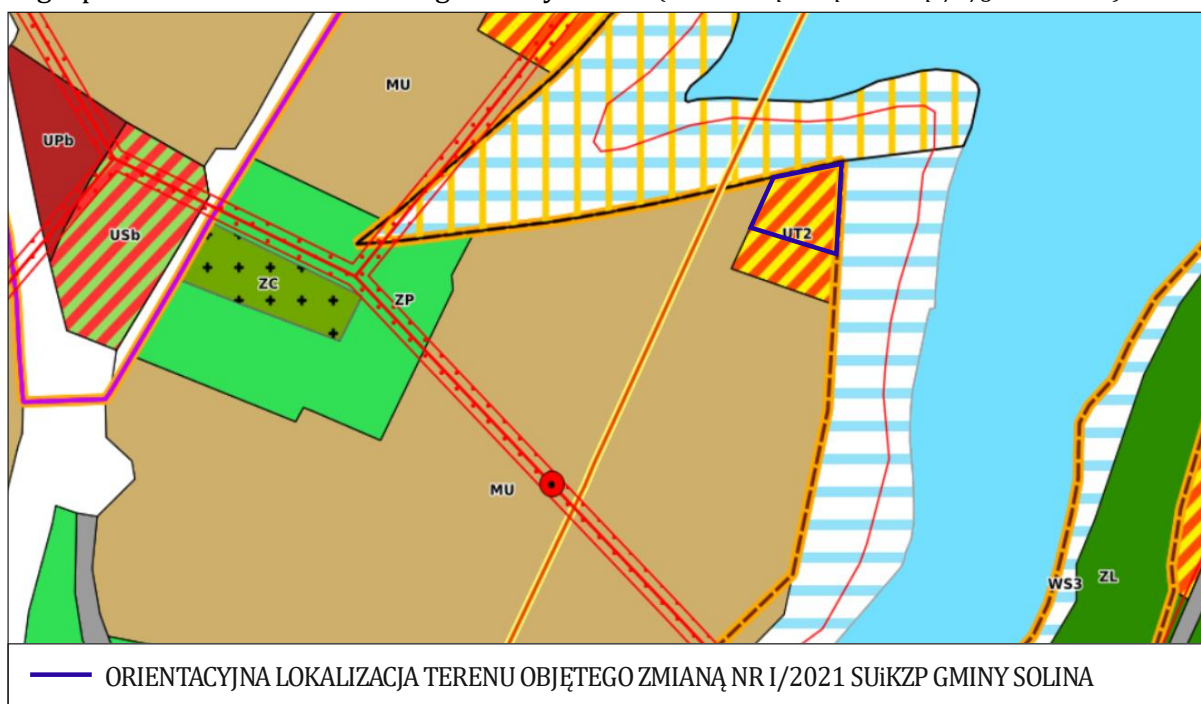 MU
UPb
USb
UT2
ZC
ZP
MU
WS3
ZL
ORIENTACYJNA LOKALIZACJA TERENU OBJĘTEGO ZMIANĄ NR I/2021 SUiKZP GMINY SOLINA